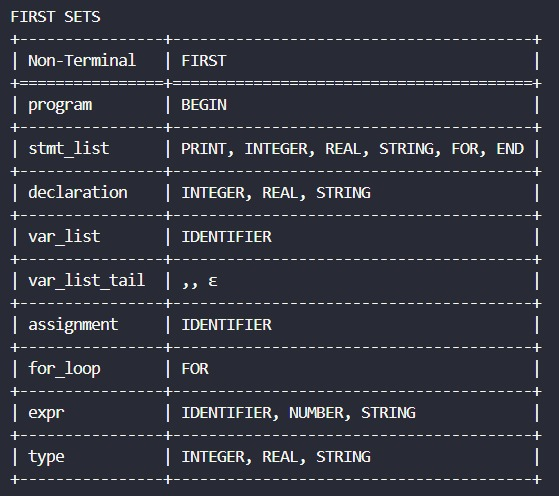 FIRST SETS
+----------------+--------------------------------------+
| Non-Terminal   | FIRST                                |
+================+======================================+
| program        | BEGIN                                |
+----------------+--------------------------------------+
| stmt_list      | PRINT, INTEGER, REAL, STRING, FOR, END |
+----------------+--------------------------------------+
| declaration    | INTEGER, REAL, STRING                |
+----------------+--------------------------------------+
| var_list       | IDENTIFIER                           |
+----------------+--------------------------------------+
| var_list_tail  | ,, ε                                 |
+----------------+--------------------------------------+
| assignment     | IDENTIFIER                           |
+----------------+--------------------------------------+
| for_loop       | FOR                                  |
+----------------+--------------------------------------+
| expr           | IDENTIFIER, NUMBER, STRING           |
+----------------+--------------------------------------+
| type           | INTEGER, REAL, STRING                |
+----------------+--------------------------------------+